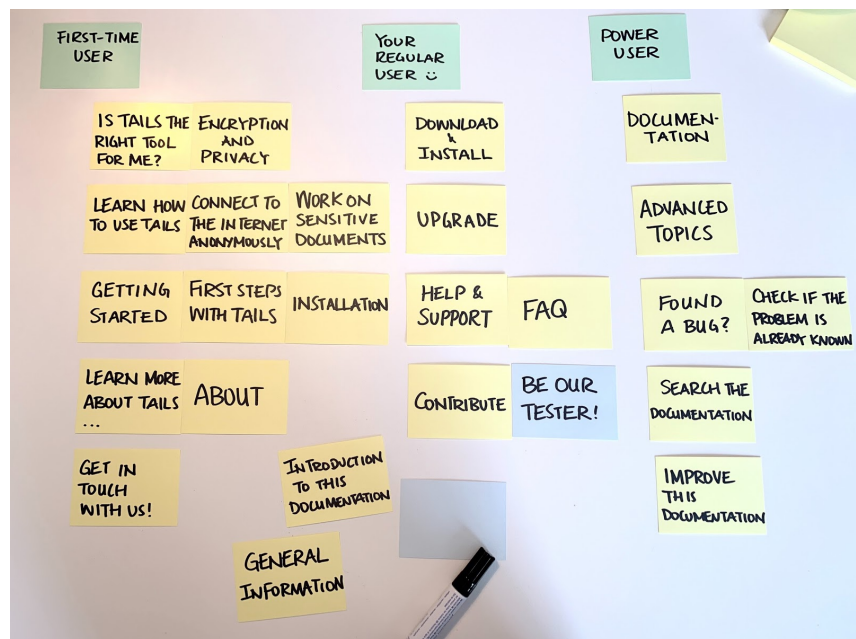 FIRST-TIME
USER
YOUR
REGULAR
USER
POWER
USER
IS TAILS THE
RIGHT TOOL
FOR ME?
ENCRYPTION
AND
PRIVACY
DOWNLOAD
&
INSTALL
DOCUMEN-
TATION
LEARN HOW
TO USE TAILS
CONNECT TO
THE INTERNET
ANONYMOUSLY
WORK ON
SENSITIVE
DOCUMENTS
UPGRADE
ADVANCED
TOPICS
GETTING
STARTED
FIRST STEPS
WITH TAILS
INSTALLATION
HELP &
SUPPORT
FAQ
FOUND
A BUG?
CHECK IF THE
PROBLEM IS
ALREADY KNOWN
LEARN MORE
ABOUT TAILS
...
ABOUT
CONTRIBUTE
BE OUR
TESTER!
SEARCH THE
DOCUMENTATION
GET IN
TOUCH
WITH US!
INTRODUCTION
TO THIS
DOCUMENTATION
IMPROVE
THIS
DOCUMENTATION
GENERAL
INFORMATION